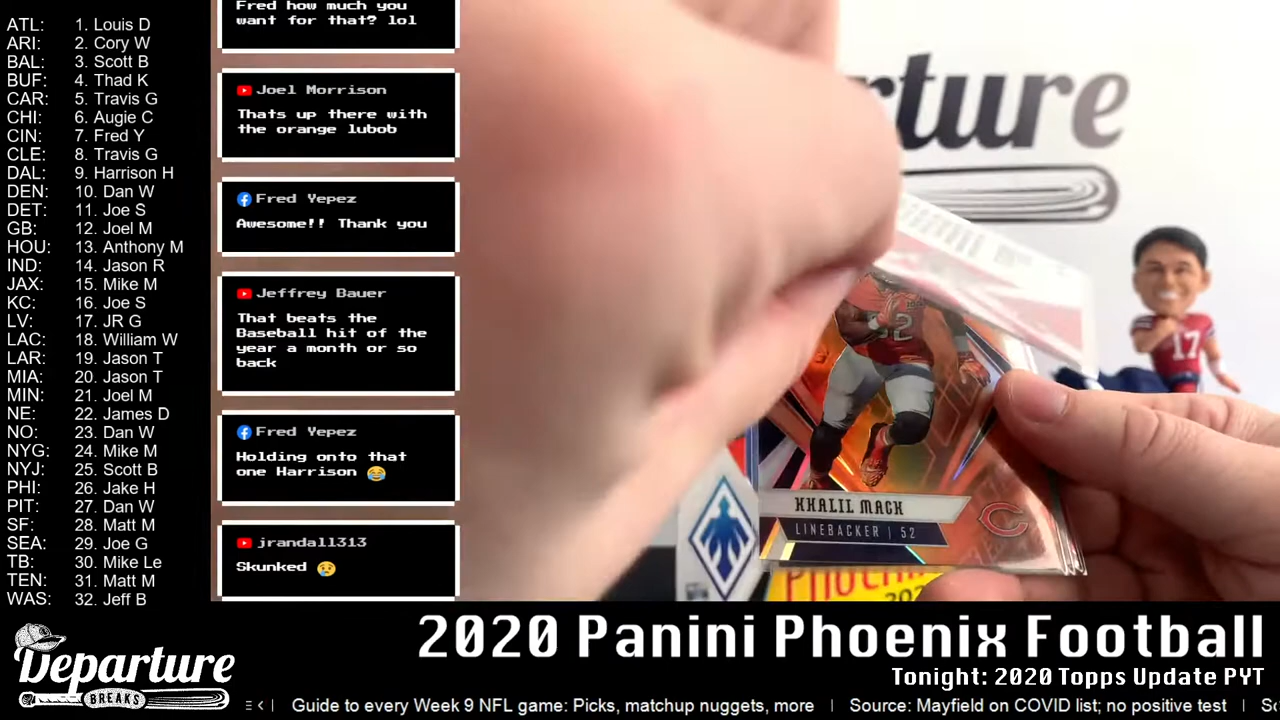 ATL: 1. Louis D
ARI: 2. Cory W
BAL: 3. Scott B
BUF: 4. Thad K
CAR: 5. Travis G
CHI: 6. Augie C
CIN: 7. Fred Y
CLE: 8. Travis G
DAL: 9. Harrison H
DEN: 10. Dan W
DET: 11. Joe S
GB: 12. Joel M
HOU: 13. Anthony M
IND: 14. Jason R
JAX: 15. Mike M
KC: 16. Joe S
LV: 17. JR G
LAC: 18. William W
LAR: 19. Jason T
MIA: 20. Jason T
MIN: 21. Joel M
NE: 22. James D
NO: 23. Dan W
NYG: 24. Mike M
NYJ: 25. Scott B
PHI: 26. Jake H
PIT: 27. Dan W
SF: 28. Matt M
SEA: 29. Joe G
TB: 30. Mike Le
TEN: 31. Matt M
WAS: 32. Jeff B
Fred how much you
want for that? lol
Joel Morrison
Thats up there with
the orange lubob
Fred Yepez
Awesome!! Thank you
Jeffrey Bauer
That beats the
Baseball hit of the
year a month or so
back
Fred Yepez
Holding onto that
one Harrison 😂
jrandall313
Skunked 😢
rture
17
KHALIL MACK
LINEBACKER | 52
2020 Panini Phoenix Football
Tonight: 2020 Topps Update PYT
Departure
BREAKS
Guide to every Week 9 NFL game: Picks, matchup nuggets, more | Source: Mayfield on COVID list; no positive test |